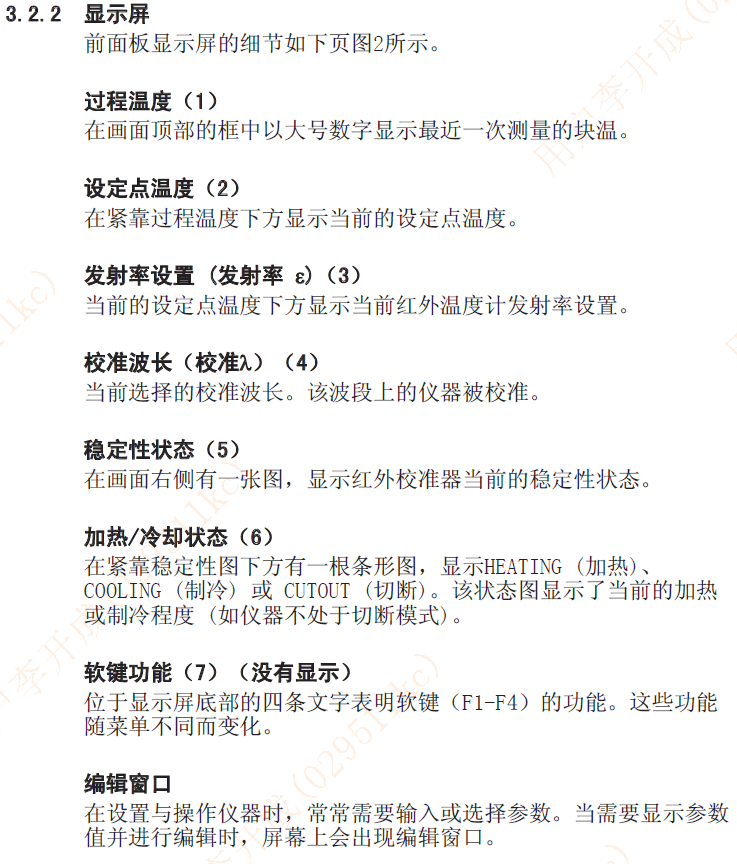 3.2.2 显示屏
前面板显示屏的细节如下页图2所示。
过程温度（1）
在画面顶部的框中以大号数字显示最近一次测量的块温。
设定点温度（2）
在紧靠过程温度下方显示当前的设定点温度。
发射率设置 (发射率 ε)（3）
当前的设定点温度下方显示当前红外温度计发射率设置。
校准波长（校准λ）（4）
当前选择的校准波长。该波段上的仪器被校准。
稳定性状态（5）
在画面右侧有一张图，显示红外校准器当前的稳定性状态。
加热/冷却状态（6）
在紧靠稳定性图下方有一根条形图，显示HEATING (加热)、
COOLING (制冷) 或 CUTOUT (切断)。该状态图显示了当前的加热
或制冷程度 (如仪器不处于切断模式)。
软键功能（7）（没有显示）
位于显示屏底部的四条文字表明软键（F1-F4）的功能。这些功能
随菜单不同而变化。
编辑窗口
在设置与操作仪器时，常常需要输入或选择参数。当需要显示参数
值并进行编辑时，屏幕上会出现编辑窗口。